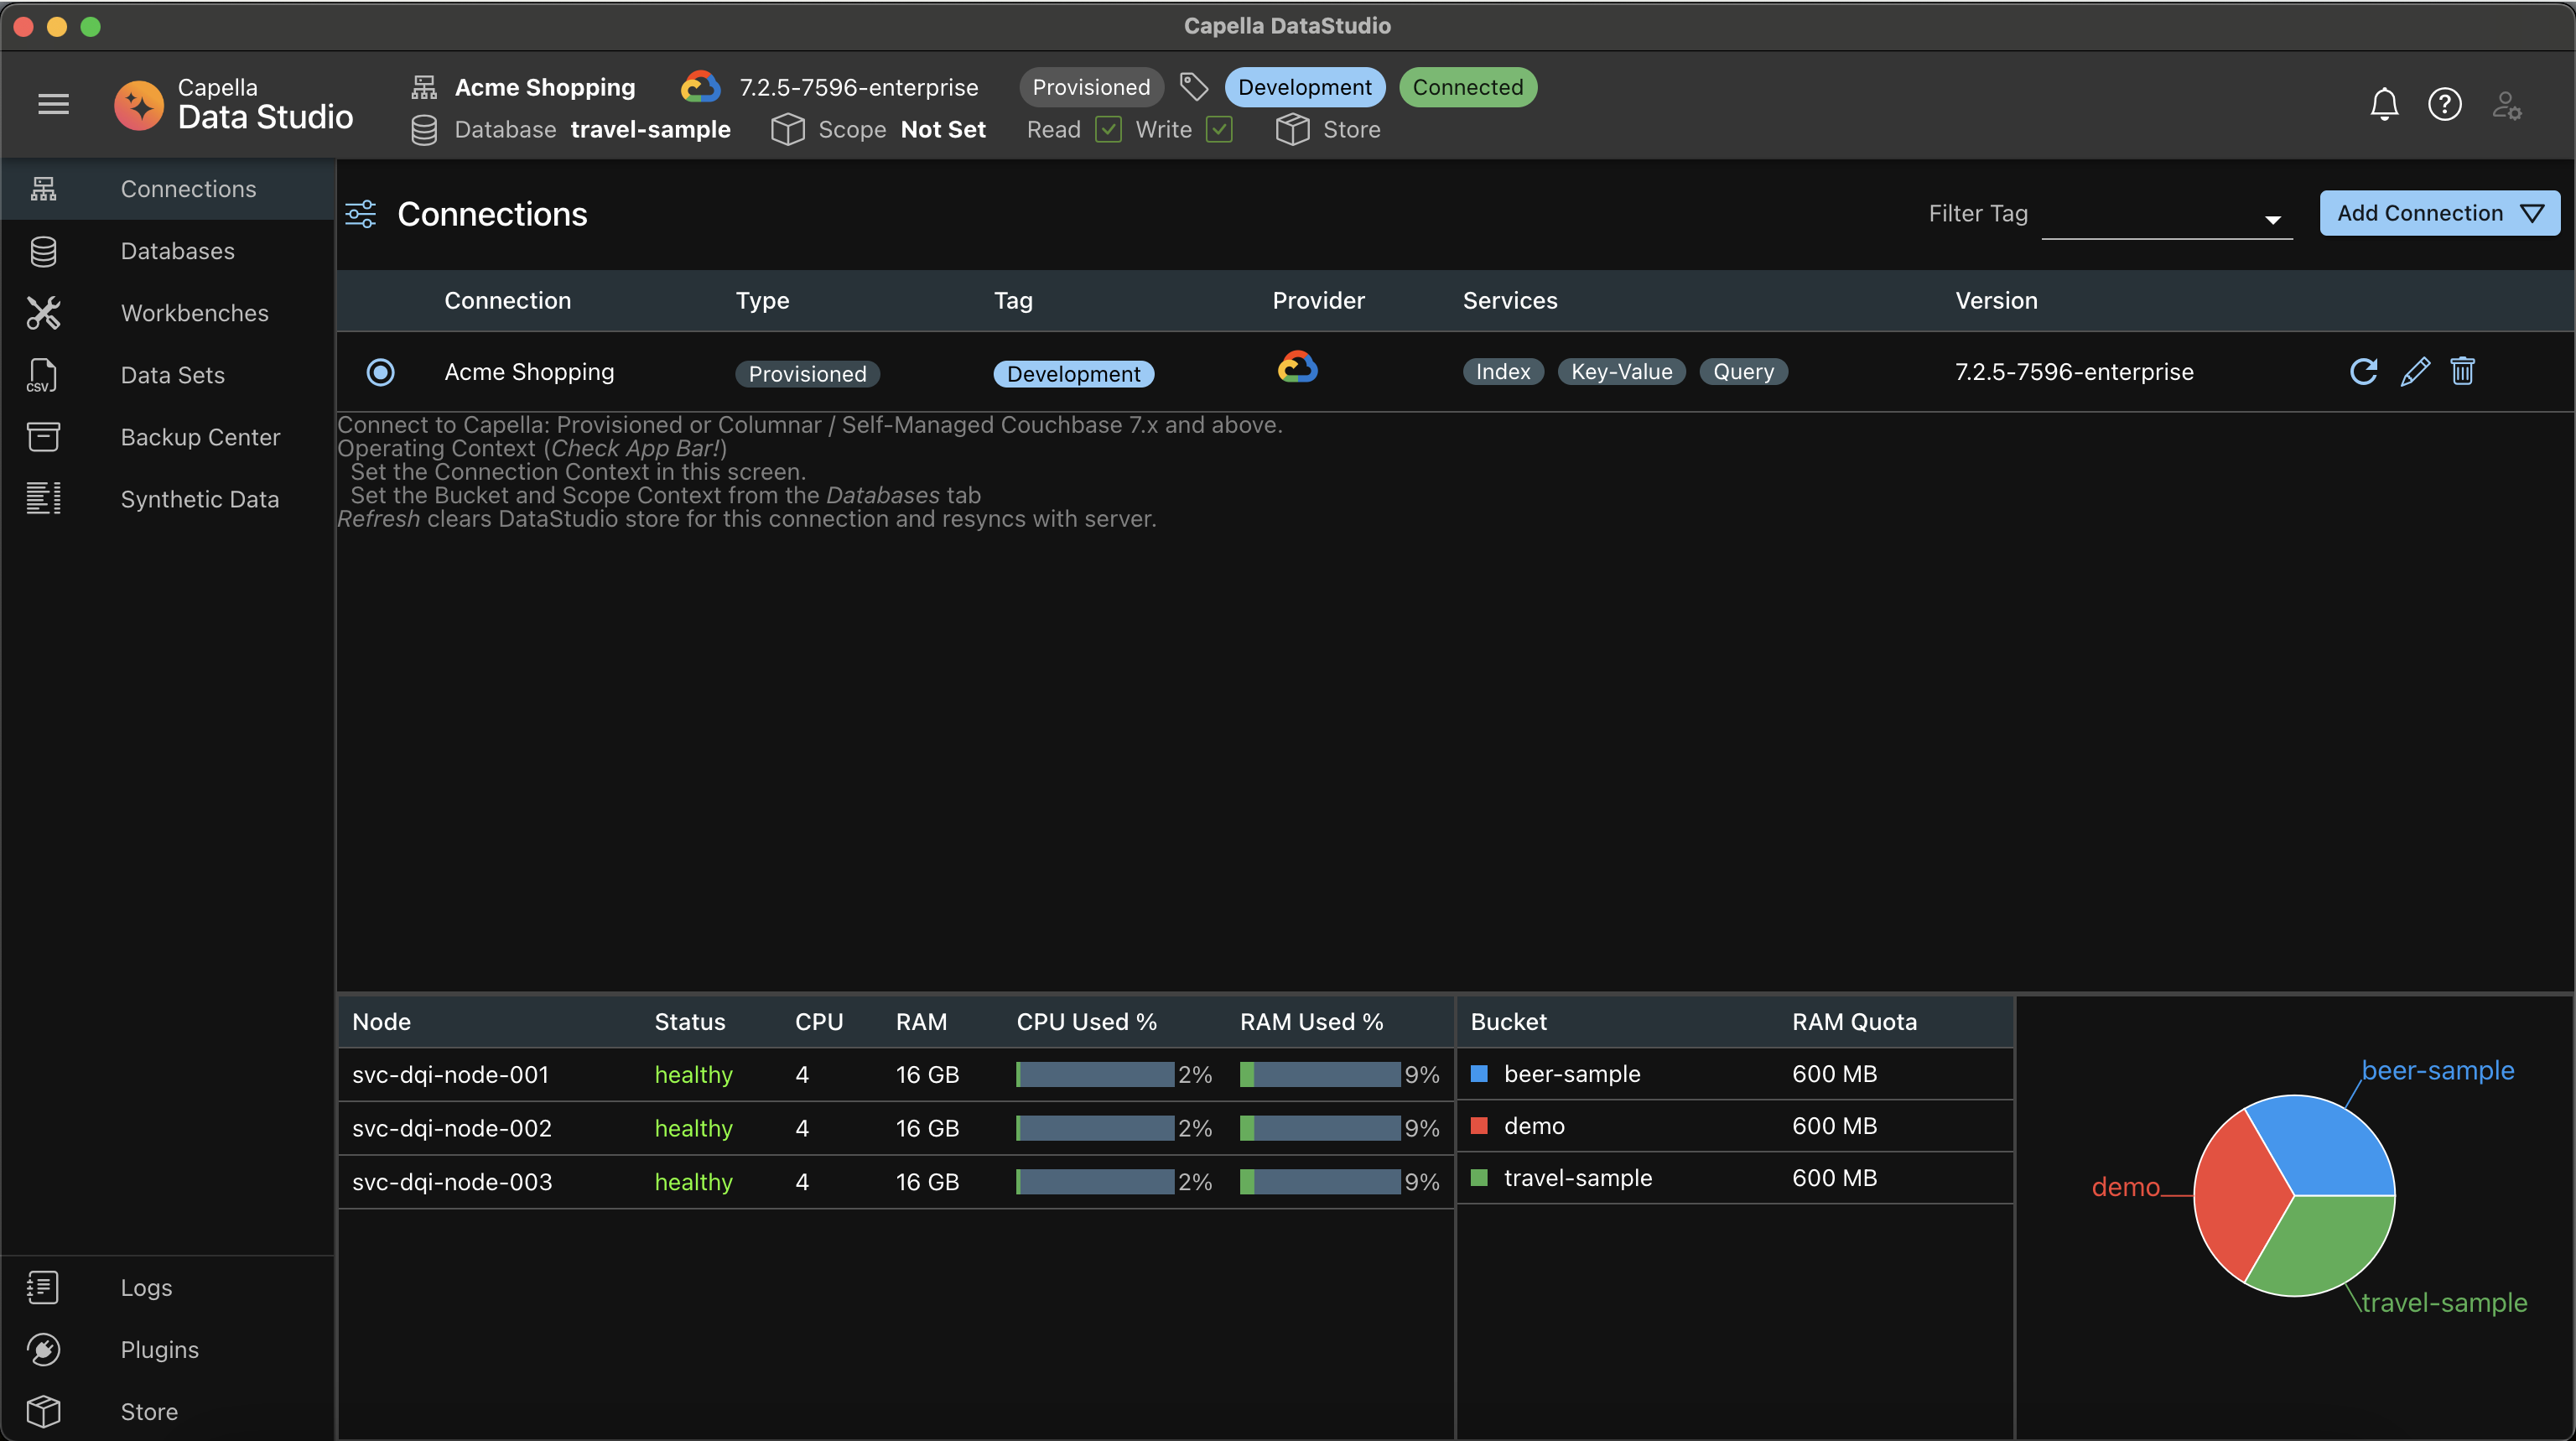 Capella DataStudio
Capella
Data Studio
Acme Shopping 7.2.5-7596-enterprise Provisioned Development Connected
Database travel-sample Scope Not Set Read Write Store
Connections
Databases
Workbenches
CSV Data Sets
Backup Center
Synthetic Data
Logs
Plugins
Store
Connections Filter Tag Add Connection
Connection Type Tag Provider Services Version
Acme Shopping Provisioned Development Index Key-Value Query 7.2.5-7596-enterprise
Connect to Capella: Provisioned or Columnar / Self-Managed Couchbase 7.x and above.
Operating Context (Check App Bar!)
Set the Connection Context in this screen.
Set the Bucket and Scope Context from the Databases tab
Refresh clears DataStudio store for this connection and resyncs with server.
Node Status CPU RAM CPU Used % RAM Used %
svc-dqi-node-001 healthy 4 16 GB 2% 9%
svc-dqi-node-002 healthy 4 16 GB 2% 9%
svc-dqi-node-003 healthy 4 16 GB 2% 9%
Bucket RAM Quota
beer-sample 600 MB
demo 600 MB
travel-sample 600 MB
beer-sample
demo
travel-sample